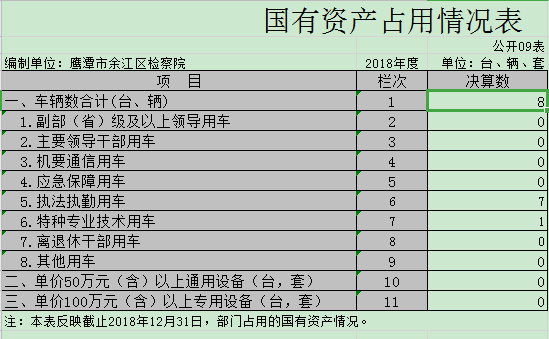 国有资产占用情况表
公开09表
编制单位：鹰潭市余江区检察院 2018年度 单位：台、辆、套
项 目 栏次 决算数
一、车辆数合计(台、辆) 1 8
1.副部（省）级及以上领导用车 2 0
2.主要领导干部用车 3 0
3.机要通信用车 4 0
4.应急保障用车 5 0
5.执法执勤用车 6 7
6.特种专业技术用车 7 1
7.离退休干部用车 8 0
8.其他用车 9 0
二、单价50万元（含）以上通用设备（台，套） 10 0
三、单价100万元（含）以上专用设备（台，套） 11 0
注：本表反映截止2018年12月31日，部门占用的国有资产情况。